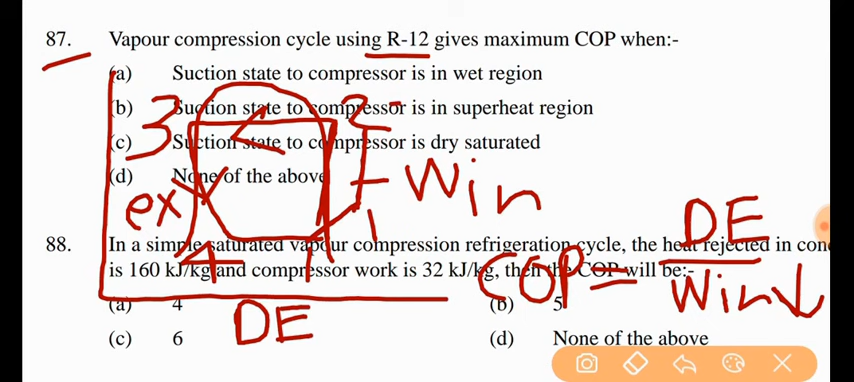 87. Vapour compression cycle using R-12 gives maximum COP when:-
(a) Suction state to compressor is in wet region
(b) Suction state to compressor is in superheat region
(c) Suction state to compressor is dry saturated
(d) None of the above
3 2
ex Win
1
4 1
DE
COP = DE
Win↓
88. In a simple saturated vapour compression refrigeration cycle, the heat rejected in con
is 160 kJ/kg and compressor work is 32 kJ/kg, then the COP will be:-
(a) 4 (b) 5
(c) 6 (d) None of the above